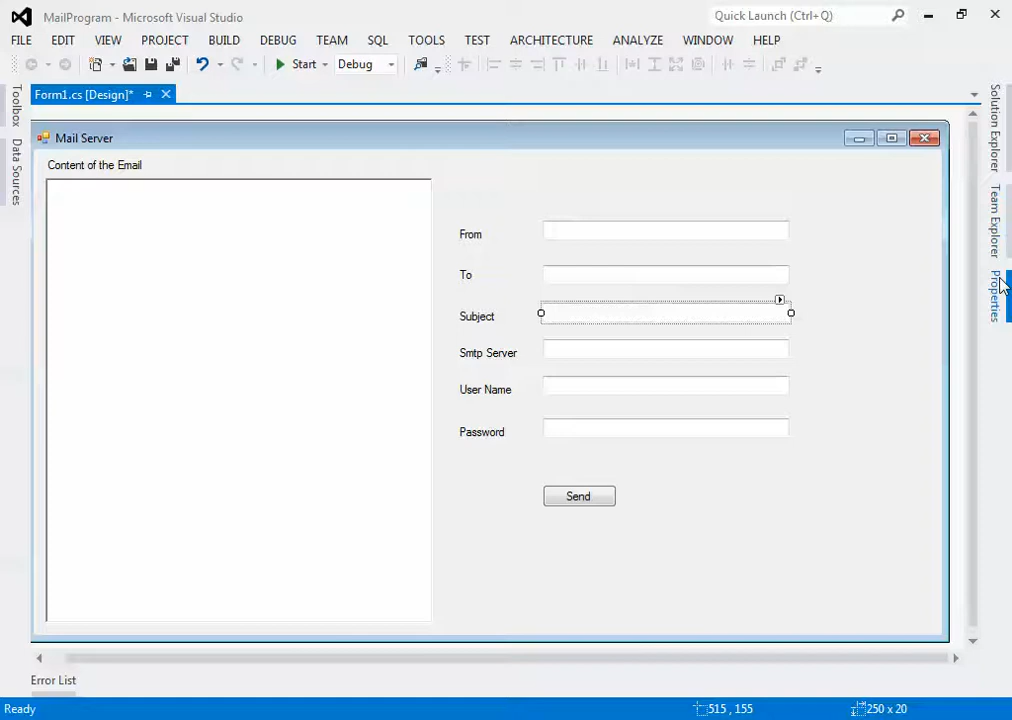 MailProgram - Microsoft Visual Studio
Quick Launch (Ctrl+Q)
FILE EDIT VIEW PROJECT BUILD DEBUG TEAM SQL TOOLS TEST ARCHITECTURE ANALYZE WINDOW HELP
Start Debug
Form1.cs [Design]*
Toolbox
Data Sources
Mail Server
Content of the Email
From
To
Subject
Smtp Server
User Name
Password
Send
Solution Explorer
Team Explorer
Properties
Error List
Ready 515 , 155 250 x 20